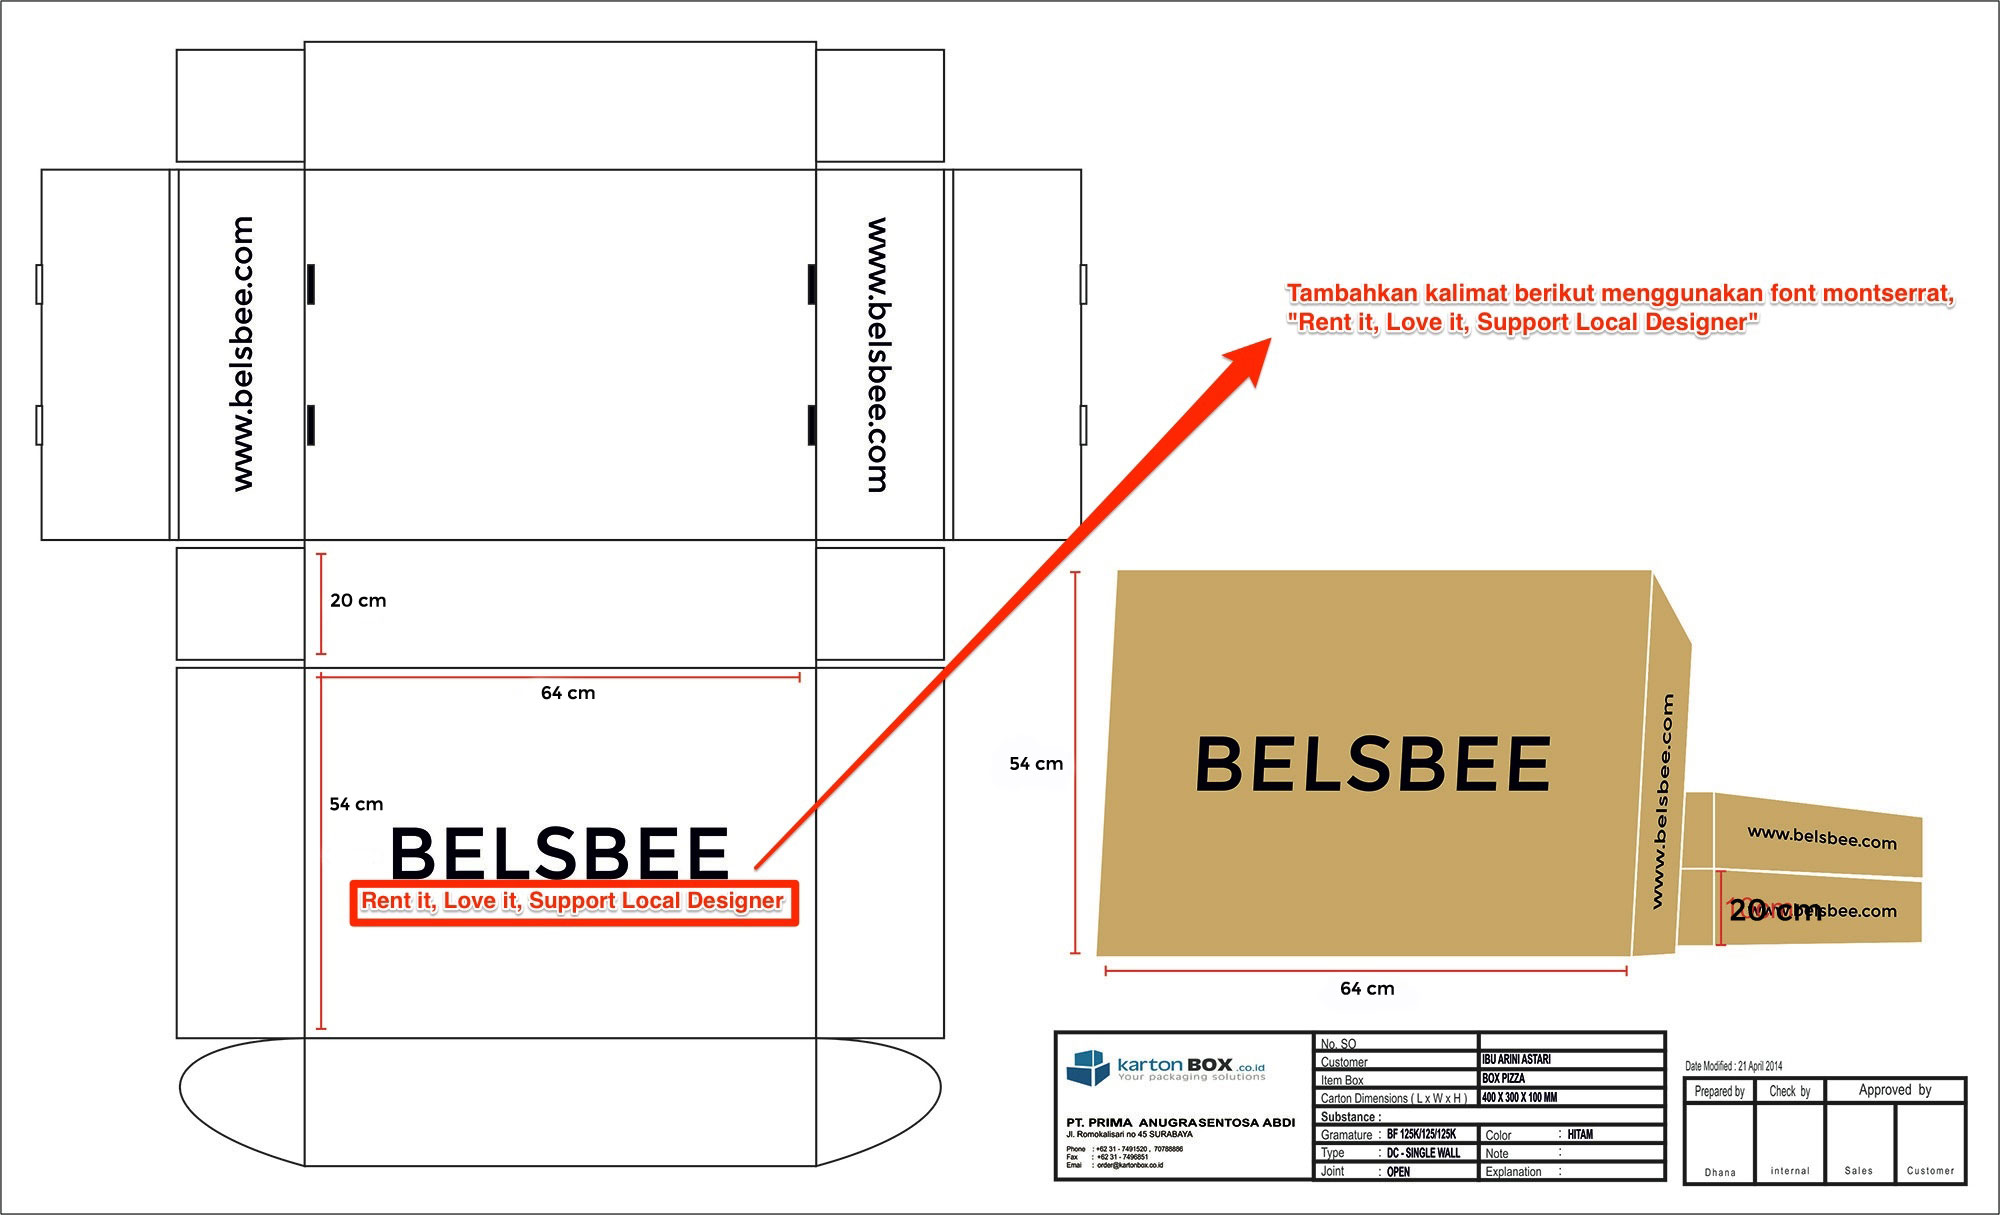 www.belsbee.com
www.belsbee.com
Tambahkan kalimat berikut menggunakan font montserrat,
"Rent it, Love it, Support Local Designer"
20 cm
64 cm
54 cm
BELSBEE
Rent it, Love it, Support Local Designer
54 cm
BELSBEE
www.belsbee.com
www.belsbee.com
www.belsbee.com
20 cm
64 cm
karton BOX .co.id
Your packaging solutions
PT. PRIMA ANUGRASENTOSA ABDI
Jl. Romokalisari no 45 SURABAYA
Phone : +62 31 - 7491520 , 70788886
Fax : +62 31 - 7496851
Emai : order@kartonbox.co.id
No. SO
Customer IBU ARINI ASTARI
Item Box BOX PIZZA
Carton Dimensions ( L x W x H ) 400 X 300 X 100 MM
Substance :
Gramature : BF 125K/125/125K Color : HITAM
Type : DC - SINGLE WALL Note :
Joint : OPEN Explanation :
Date Modified : 21 April 2014
Prepared by Check by Approved by
Dhana internal Sales Customer